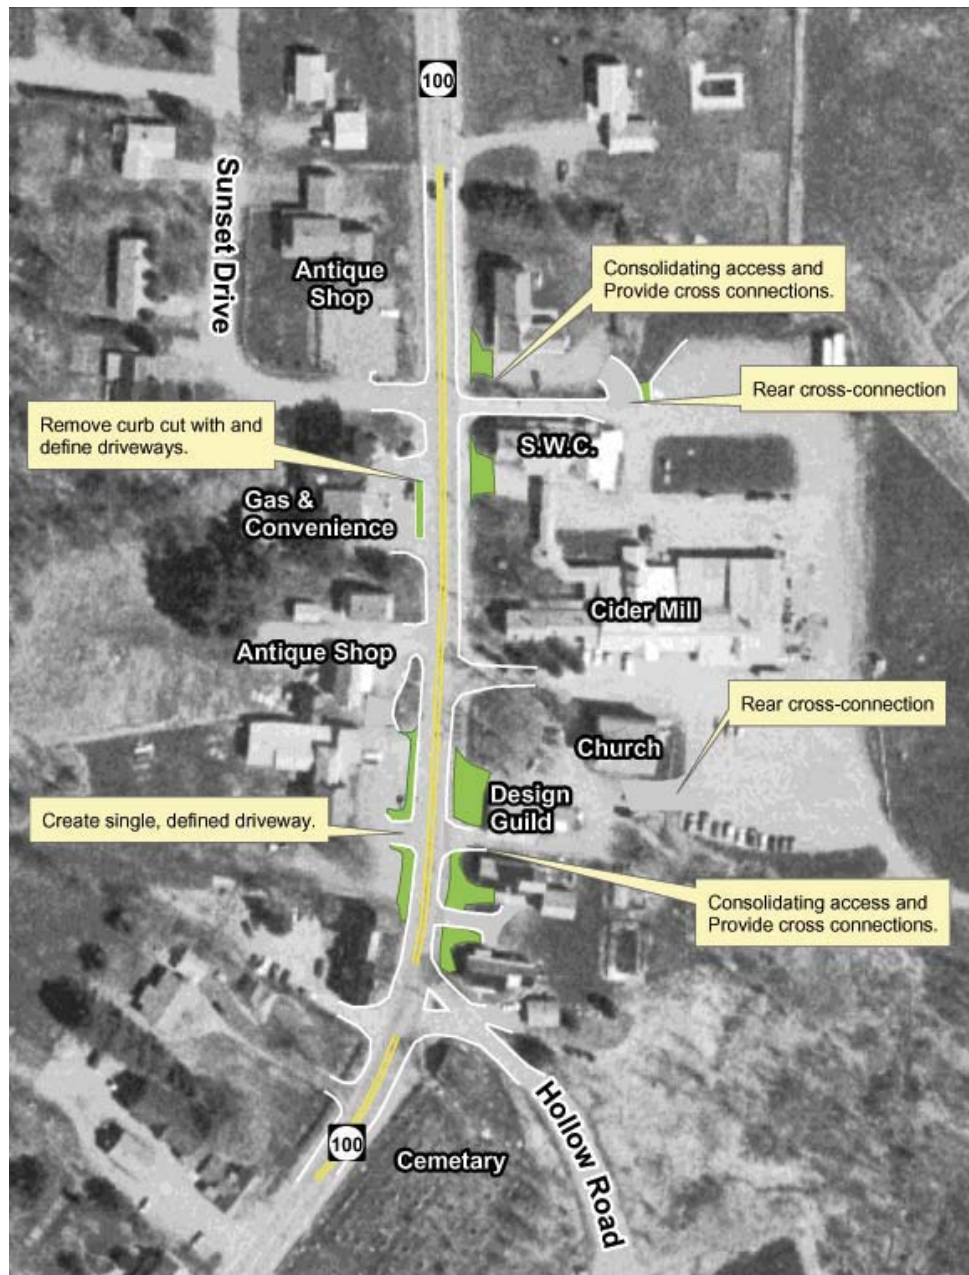 100
Sunset Drive
Antique
Shop
Consolidating access and
Provide cross connections.
Rear cross-connection
Remove curb cut with and
define driveways.
S.W.C.
Gas &
Convenience
Cider Mill
Antique Shop
Rear cross-connection
Church
Design
Guild
Create single, defined driveway.
Consolidating access and
Provide cross connections.
Hollow Road
100
Cemetary